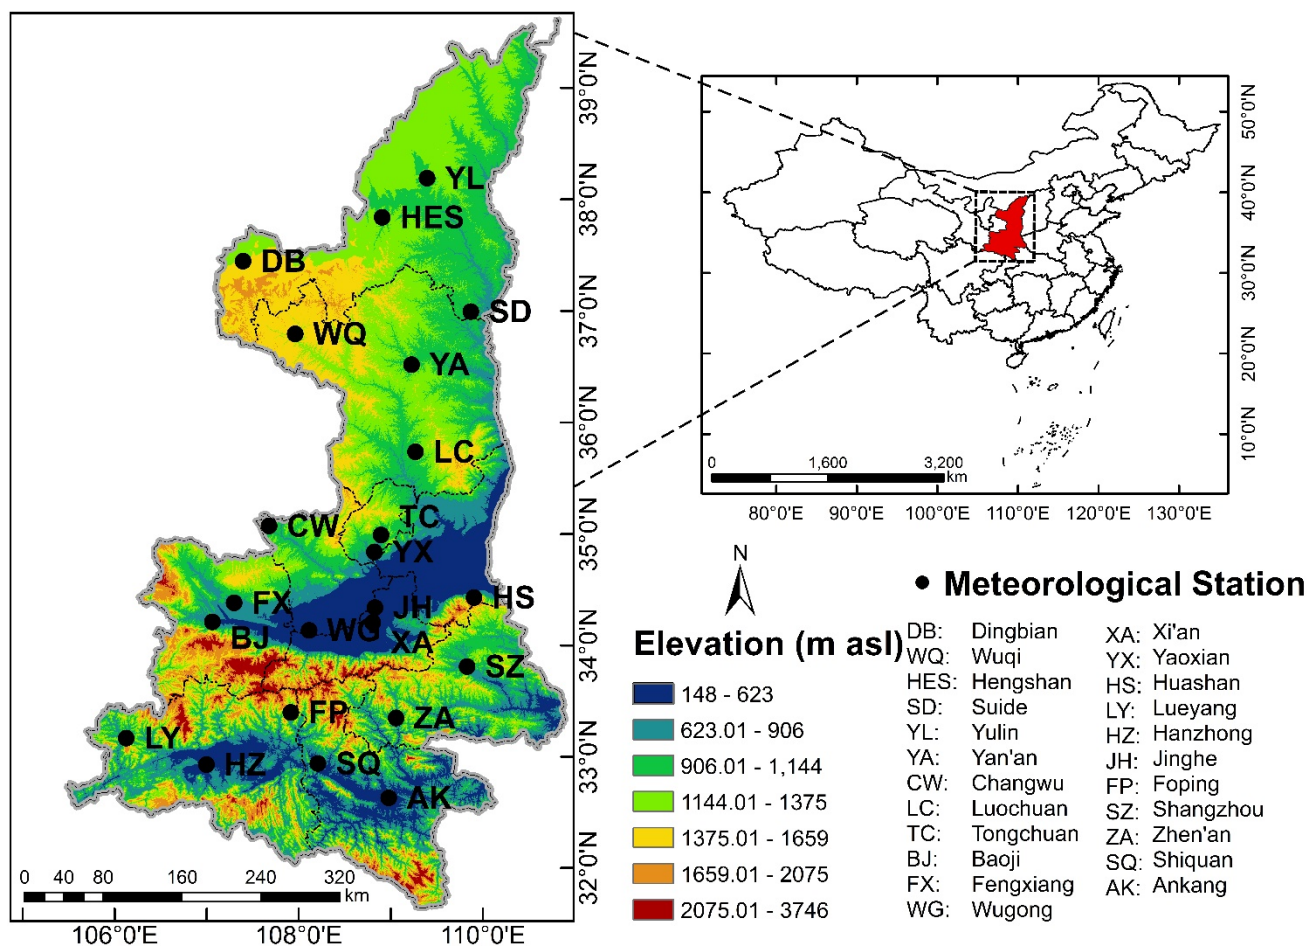 39°0'N
38°0'N
37°0'N
36°0'N
35°0'N
34°0'N
33°0'N
32°0'N
YL
HES
DB
SD
WQ
YA
LC
CW
TC
YX
FX
JH
HS
BJ
WG
XA
SZ
FP
ZA
LY
HZ
SQ
AK
0 80 160 240 320
km
106°0'E 108°0'E 110°0'E
50°0'N
40°0'N
30°0'N
20°0'N
10°0'N
0 1,600 3,200
km
80°0'E 90°0'E 100°0'E 110°0'E 120°0'E 130°0'E
N
Elevation (m asl)
148 - 623
623.01 - 906
906.01 - 1,144
1144.01 - 1375
1375.01 - 1659
1659.01 - 2075
2075.01 - 3746
Meteorological Station
DB: Dingbian
WQ: Wuqi
HES: Hengshan
SD: Suide
YL: Yulin
YA: Yan'an
CW: Changwu
LC: Luochuan
TC: Tongchuan
BJ: Baoji
FX: Fengxiang
WG: Wugong
XA: Xi'an
YX: Yaoxian
HS: Huashan
LY: Lueyang
HZ: Hanzhong
JH: Jinghe
FP: Foping
SZ: Shangzhou
ZA: Zhen'an
SQ: Shiquan
AK: Ankang